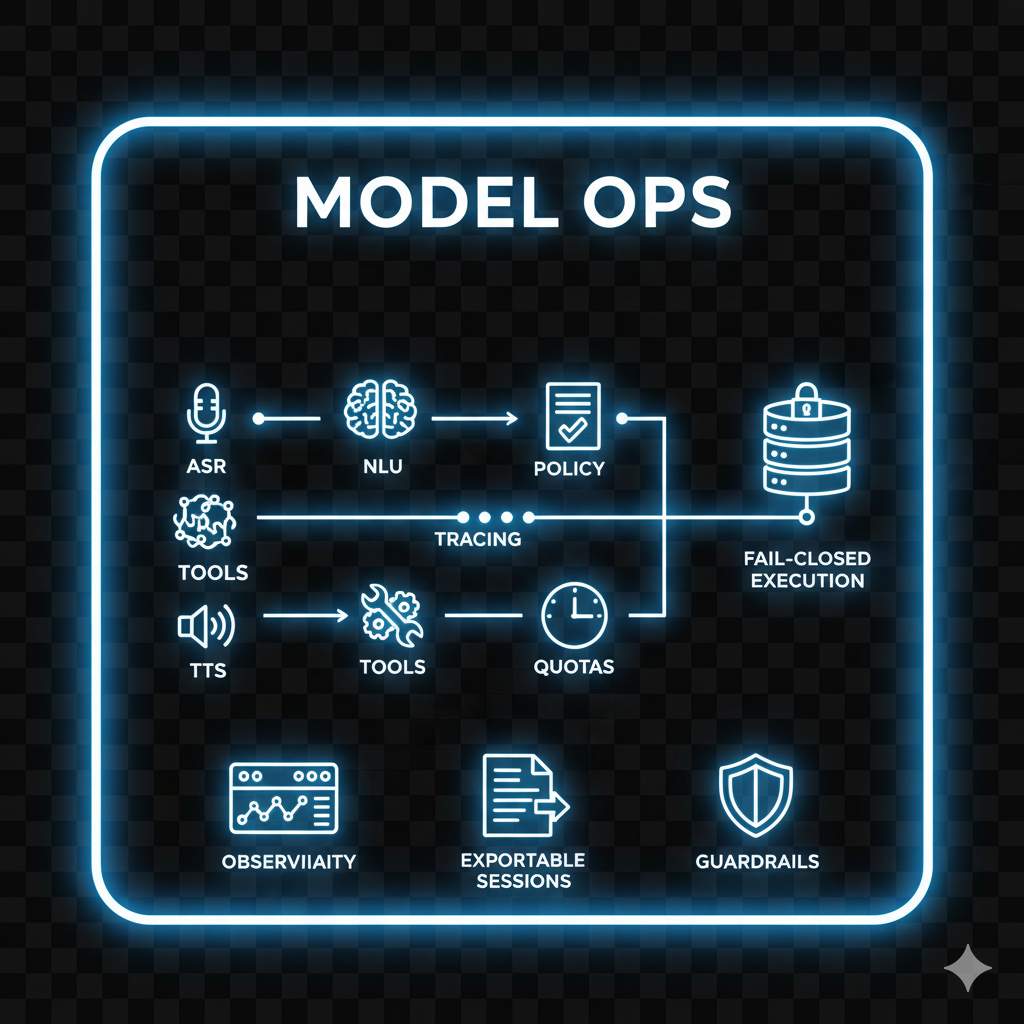 MODEL OPS
ASR
NLU
POLICY
TRACING
TOOLS
FAIL-CLOSED
EXECUTION
TTS
TOOLS
QUOTAS
OBSERVIIAITY
EXPORTABLE
SESSIONS
GUARDRAILS